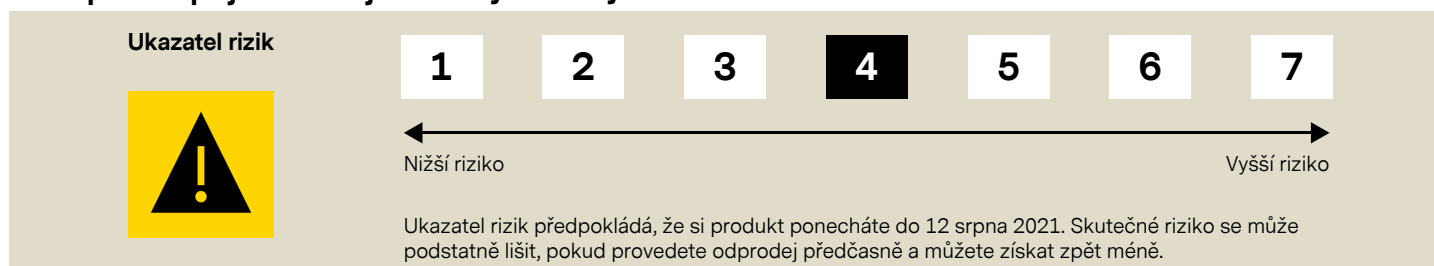 Ukazatel rizik
1 2 3 4 5 6 7
Nižší riziko Vyšší riziko
Ukazatel rizik předpokládá, že si produkt ponecháte do 12 srpna 2021. Skutečné riziko se může
podstatně lišit, pokud provedete odprodej předčasně a můžete získat zpět méně.